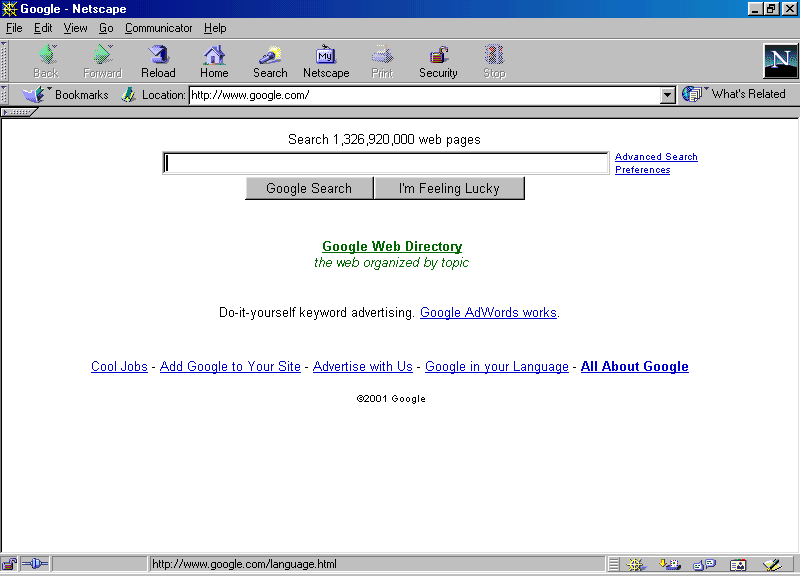 Google - Netscape
File Edit View Go Communicator Help
My
N
Back Forward Reload Home Search Netscape Print Security Stop
Bookmarks Location: http://www.google.com/ What's Related
Search 1,326,920,000 web pages
Advanced Search
Preferences
Google Search I'm Feeling Lucky
Google Web Directory
the web organized by topic
Do-it-yourself keyword advertising. Google AdWords works.
Cool Jobs - Add Google to Your Site - Advertise with Us - Google in your Language - All About Google
©2001 Google
http://www.google.com/language.html